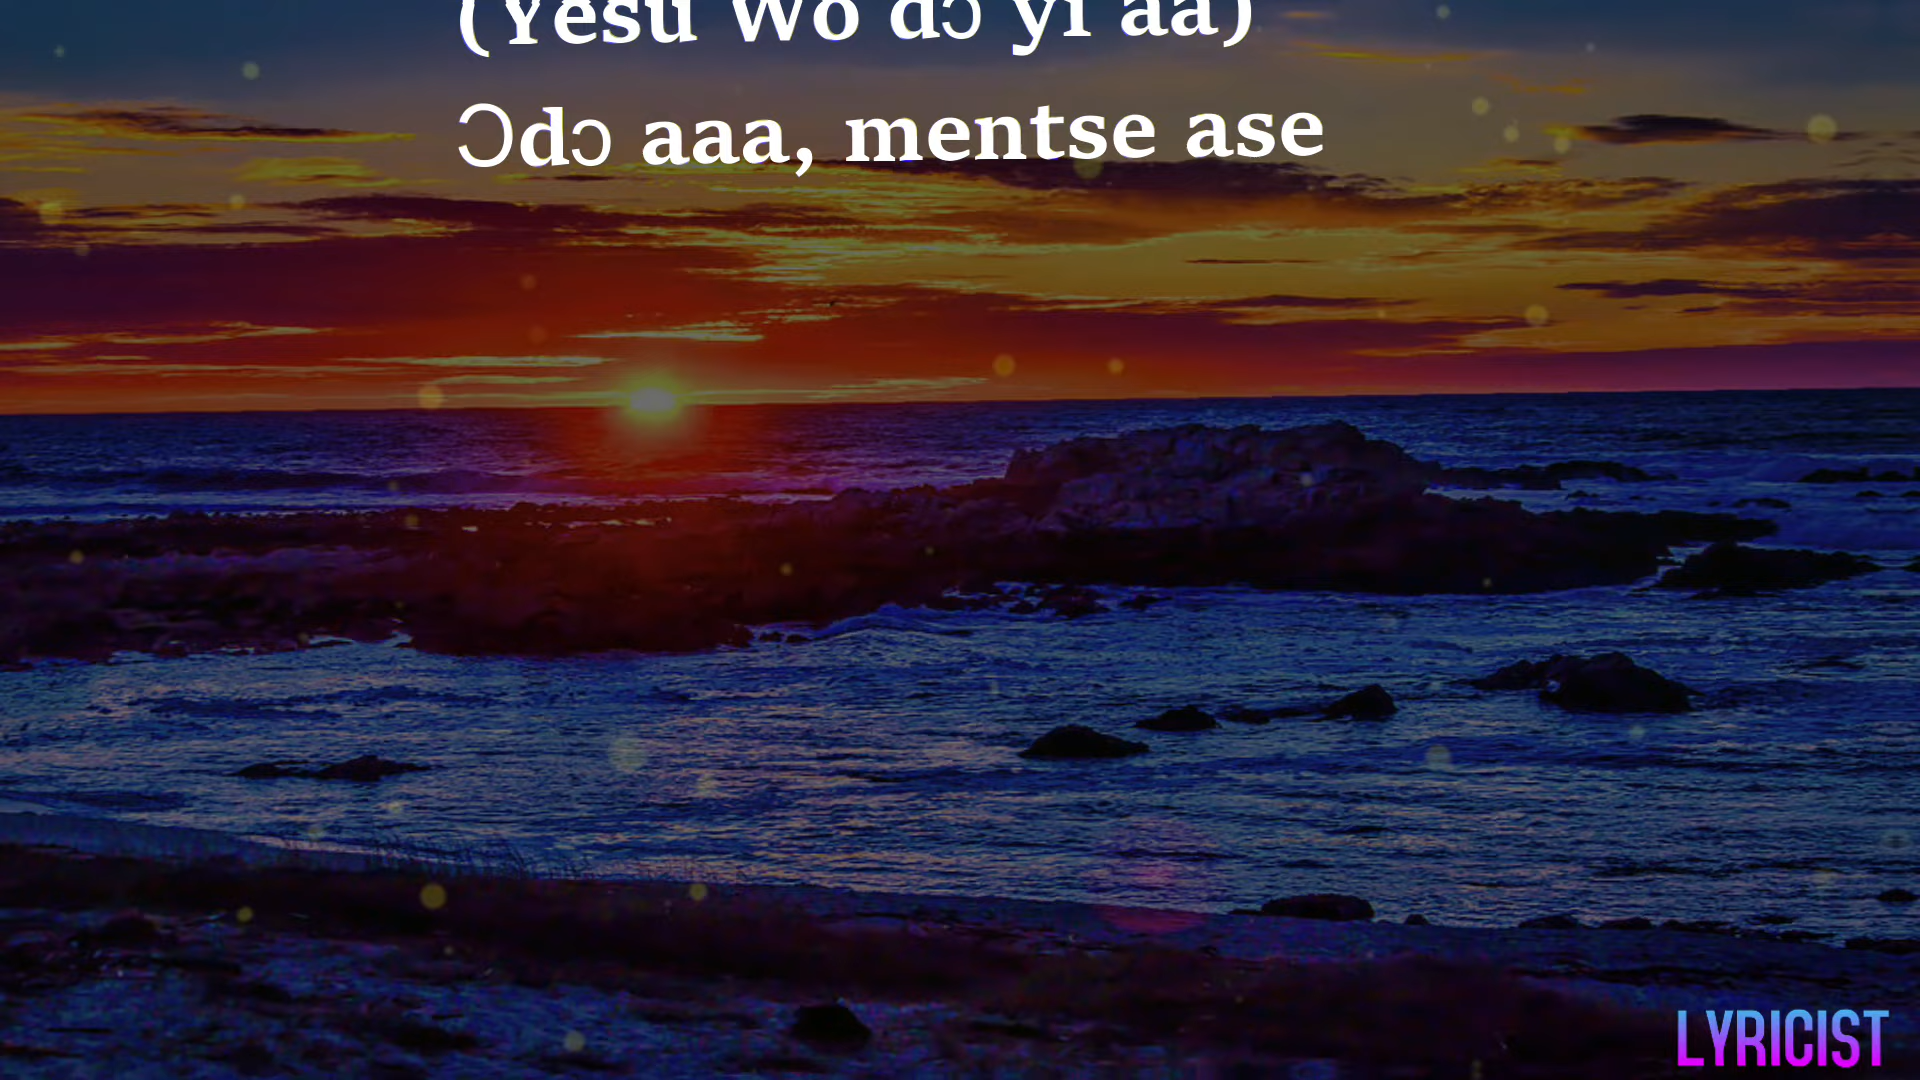 (Yesu Wo dɔ yi aa)
Ɔdɔ aaa, mentse ase
LYRICIST